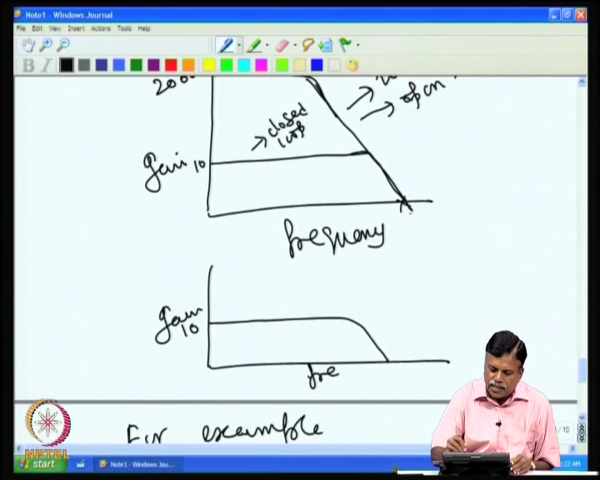 Note1 - Windows Journal
File Edit View Insert Actions Tools Help
B I
200
open
closed
loop
gain 10
frequency
gain
10
fre
For example
NPTEL
start
Note1 - Windows Jou...